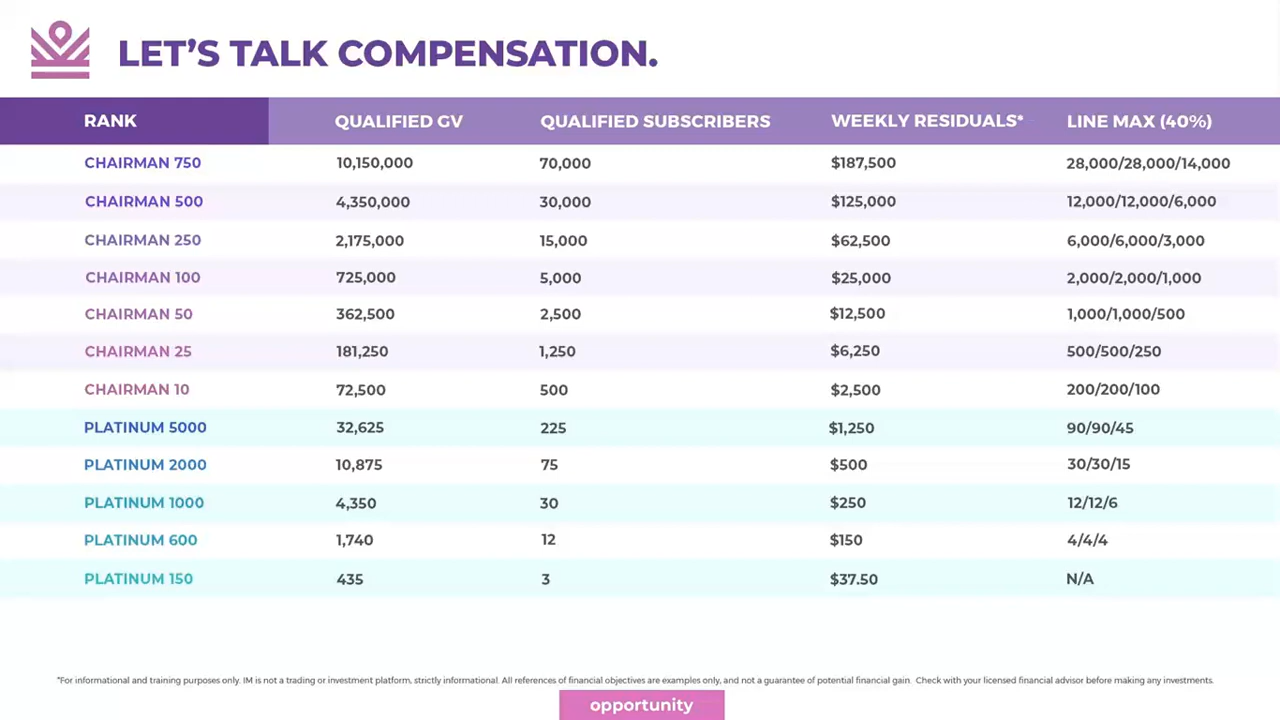 LET'S TALK COMPENSATION.
RANK QUALIFIED GV QUALIFIED SUBSCRIBERS WEEKLY RESIDUALS* LINE MAX (40%)
CHAIRMAN 750 10,150,000 70,000 $187,500 28,000/28,000/14,000
CHAIRMAN 500 4,350,000 30,000 $125,000 12,000/12,000/6,000
CHAIRMAN 250 2,175,000 15,000 $62,500 6,000/6,000/3,000
CHAIRMAN 100 725,000 5,000 $25,000 2,000/2,000/1,000
CHAIRMAN 50 362,500 2,500 $12,500 1,000/1,000/500
CHAIRMAN 25 181,250 1,250 $6,250 500/500/250
CHAIRMAN 10 72,500 500 $2,500 200/200/100
PLATINUM 5000 32,625 225 $1,250 90/90/45
PLATINUM 2000 10,875 75 $500 30/30/15
PLATINUM 1000 4,350 30 $250 12/12/6
PLATINUM 600 1,740 12 $150 4/4/4
PLATINUM 150 435 3 $37.50 N/A
*For informational and training purposes only. IM is not a trading or investment platform, strictly informational. All references of financial objectives are examples only, and not a guarantee of potential financial gain. Check with your licensed financial advisor before making any investments.
opportunity